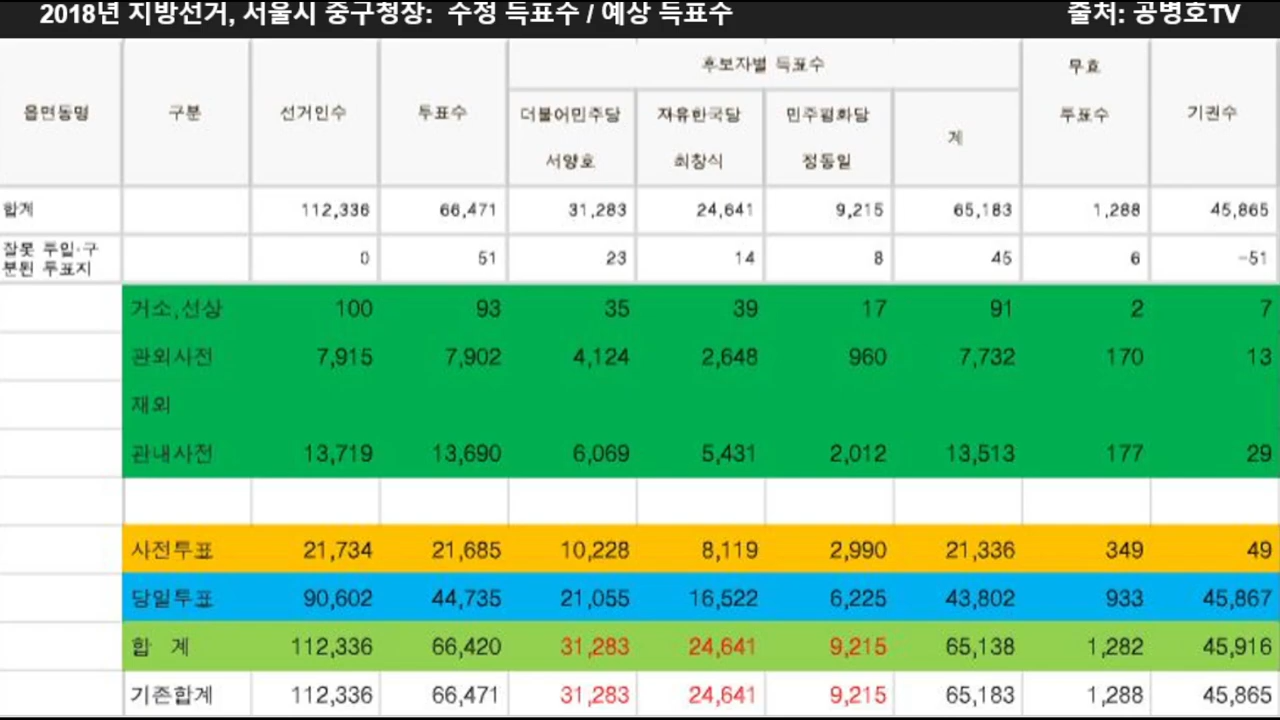 2018년 지방선거, 서울시 중구청장: 수정 득표수 / 예상 득표수 출처: 공병호TV
후보자별 득표수 무효
읍면동명 구분 선거인수 투표수 더불어민주당 자유한국당 민주평화당 계 투표수 기권수
서양호 최창식 정동일
합계 112,336 66,471 31,283 24,641 9,215 65,183 1,288 45,865
잘못 투입·구
분된 투표지 0 51 23 14 8 45 6 -51
거소,선상 100 93 35 39 17 91 2 7
관외사전 7,915 7,902 4,124 2,648 960 7,732 170 13
재외
관내사전 13,719 13,690 6,069 5,431 2,012 13,513 177 29
사전투표 21,734 21,685 10,228 8,119 2,990 21,336 349 49
당일투표 90,602 44,735 21,055 16,522 6,225 43,802 933 45,867
합 계 112,336 66,420 31,283 24,641 9,215 65,138 1,282 45,916
기존합계 112,336 66,471 31,283 24,641 9,215 65,183 1,288 45,865